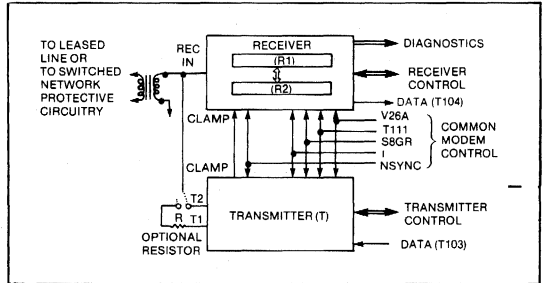 TO LEASED
LINE OR
TO SWITCHED
NETWORK
PROTECTIVE
CIRCUITRY
REC
IN
RECEIVER
(R1)
(R2)
DIAGNOSTICS
RECEIVER
CONTROL
DATA (T104)
CLAMP
V26A
T111
S8GR
I
NSYNC
COMMON
MODEM
CONTROL
CLAMP
T2
R T1
OPTIONAL
RESISTOR
TRANSMITTER (T)
TRANSMITTER
CONTROL
DATA (T103)